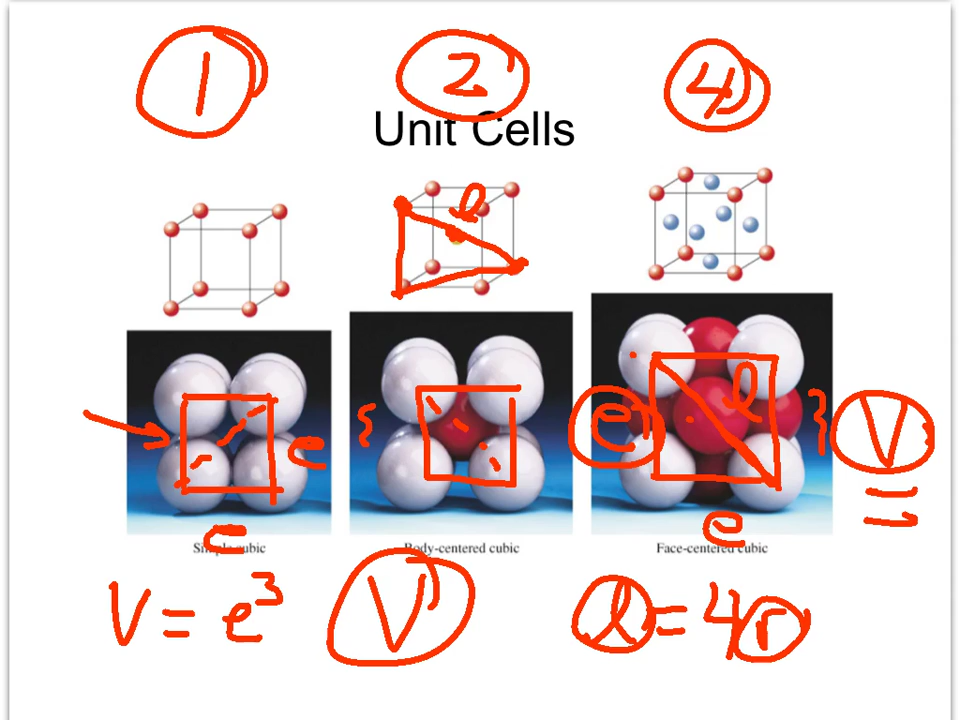 1 2 4
Unit Cells
l
e e l V
e e =
Simple cubic Body-centered cubic Face-centered cubic
V = e³ V l = 4r